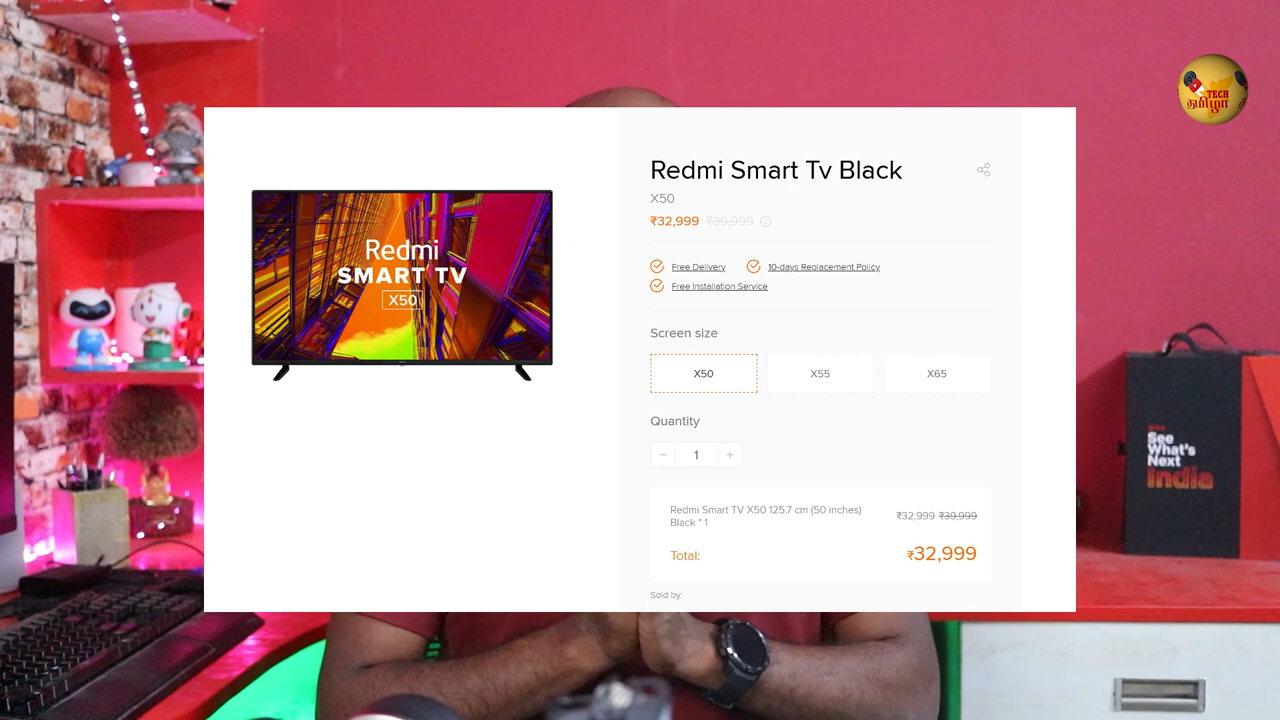 TECH
தமிழா
Redmi Smart Tv Black
X50
₹32,999 ₹39,999
Redmi
SMART TV
X50
Free Delivery
10-days Replacement Policy
Free Installation Service
Screen size
X50
X55
X65
Quantity
1
Redmi Smart TV X50 125.7 cm (50 inches)
Black * 1
₹32,999 ₹39,999
Total:
₹32,999
Sold by:
See
What's
Next
India